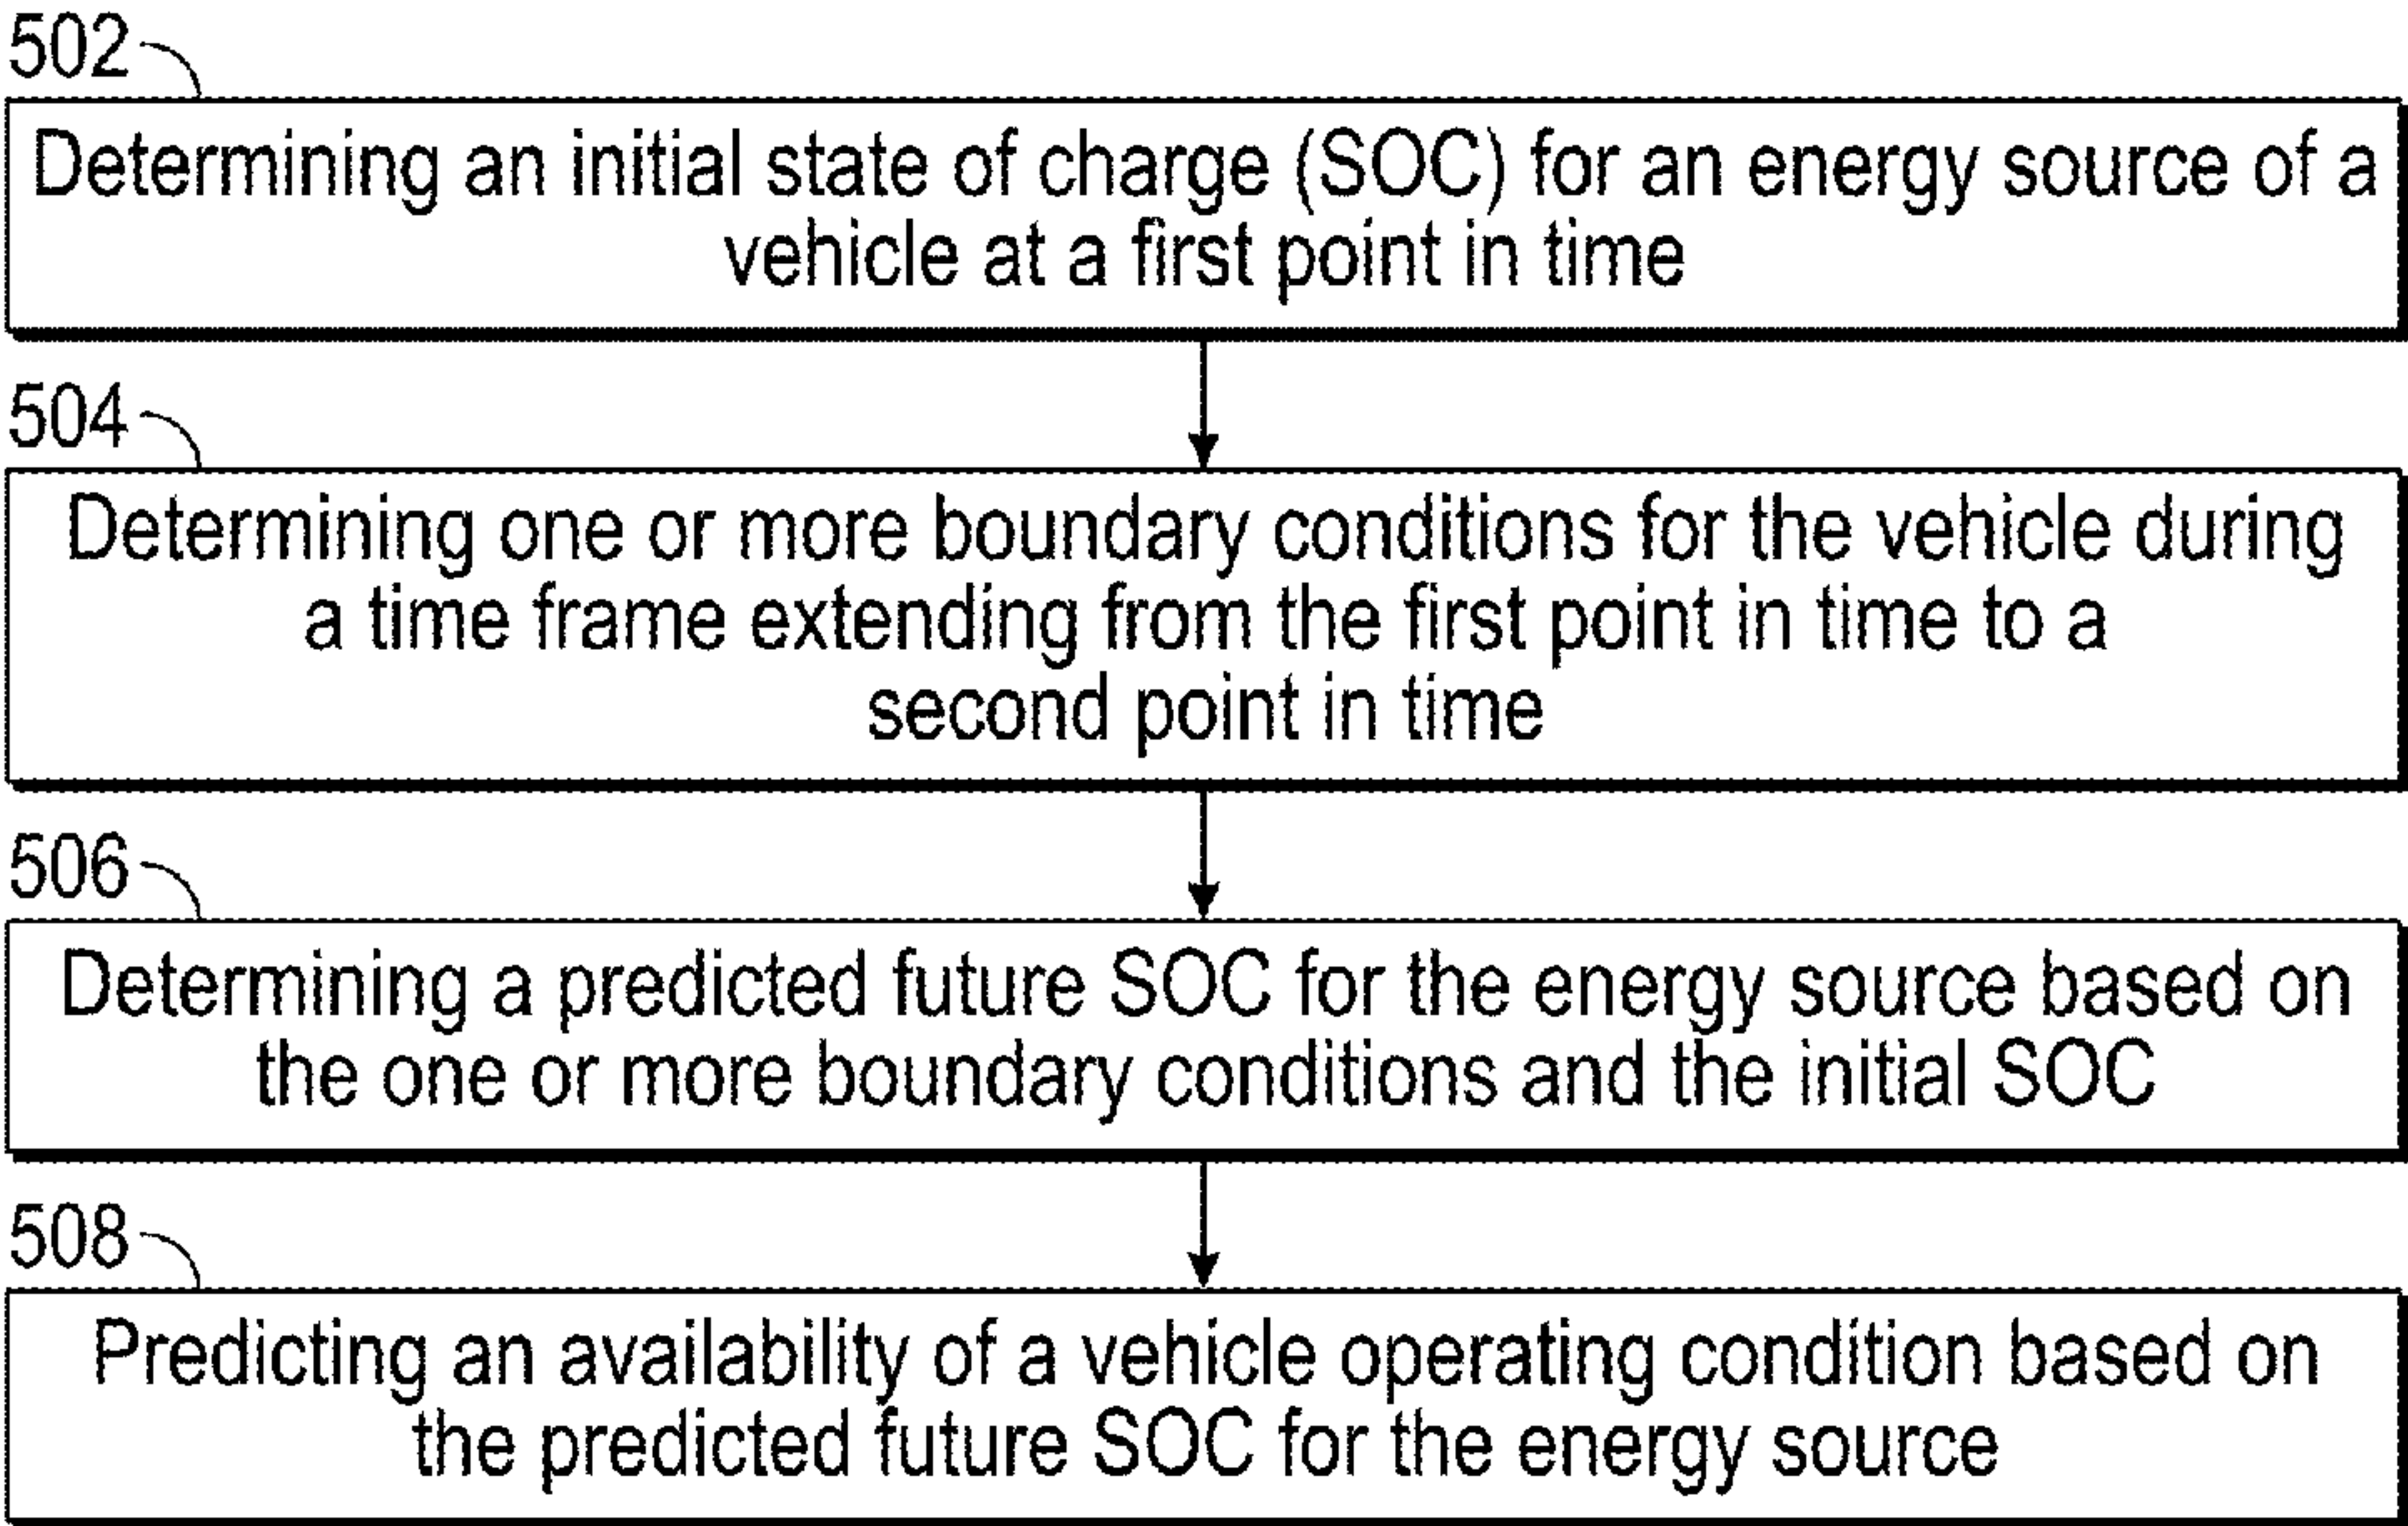 502
Determining an initial state of charge (SOC) for an energy source of a
vehicle at a first point in time
504
Determining one or more boundary conditions for the vehicle during
a time frame extending from the first point in time to a
second point in time
506
Determining a predicted future SOC for the energy source based on
the one or more boundary conditions and the initial SOC
508
Predicting an availability of a vehicle operating condition based on
the predicted future SOC for the energy source